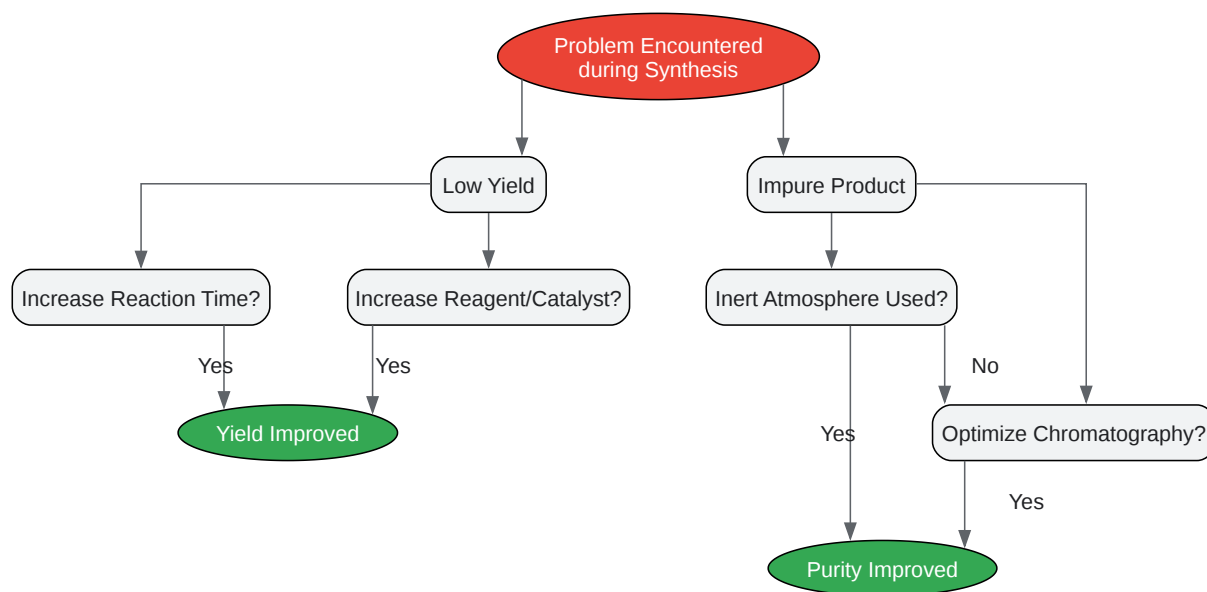 Problem Encountered
during Synthesis
Low Yield
Impure Product
Increase Reaction Time?
Increase Reagent/Catalyst?
Inert Atmosphere Used?
Yes
Yes
No
Yield Improved
Yes
Optimize Chromatography?
Yes
Purity Improved